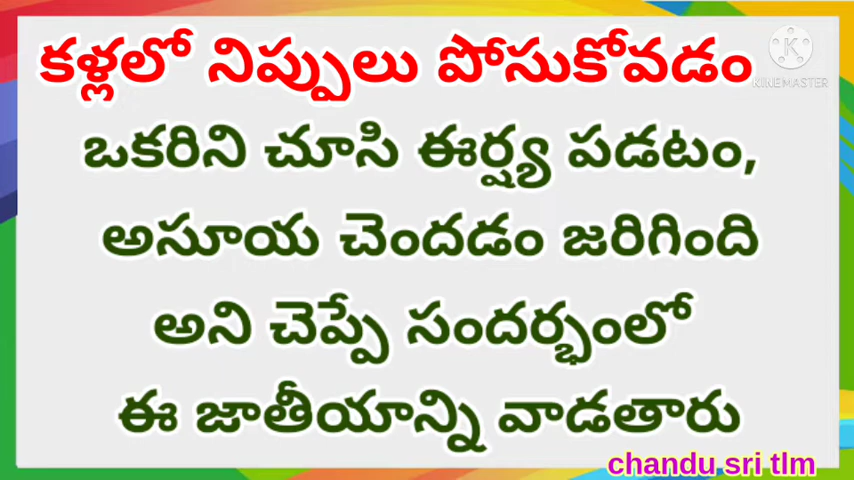 కళ్లలో నిప్పులు పోసుకోవడం
KINEMASTER
ఒకరిని చూసి ఈర్ష్య పడటం,
అసూయ చెందడం జరిగింది
అని చెప్పే సందర్భంలో
ఈ జాతీయాన్ని వాడతారు
chandu sri tlm